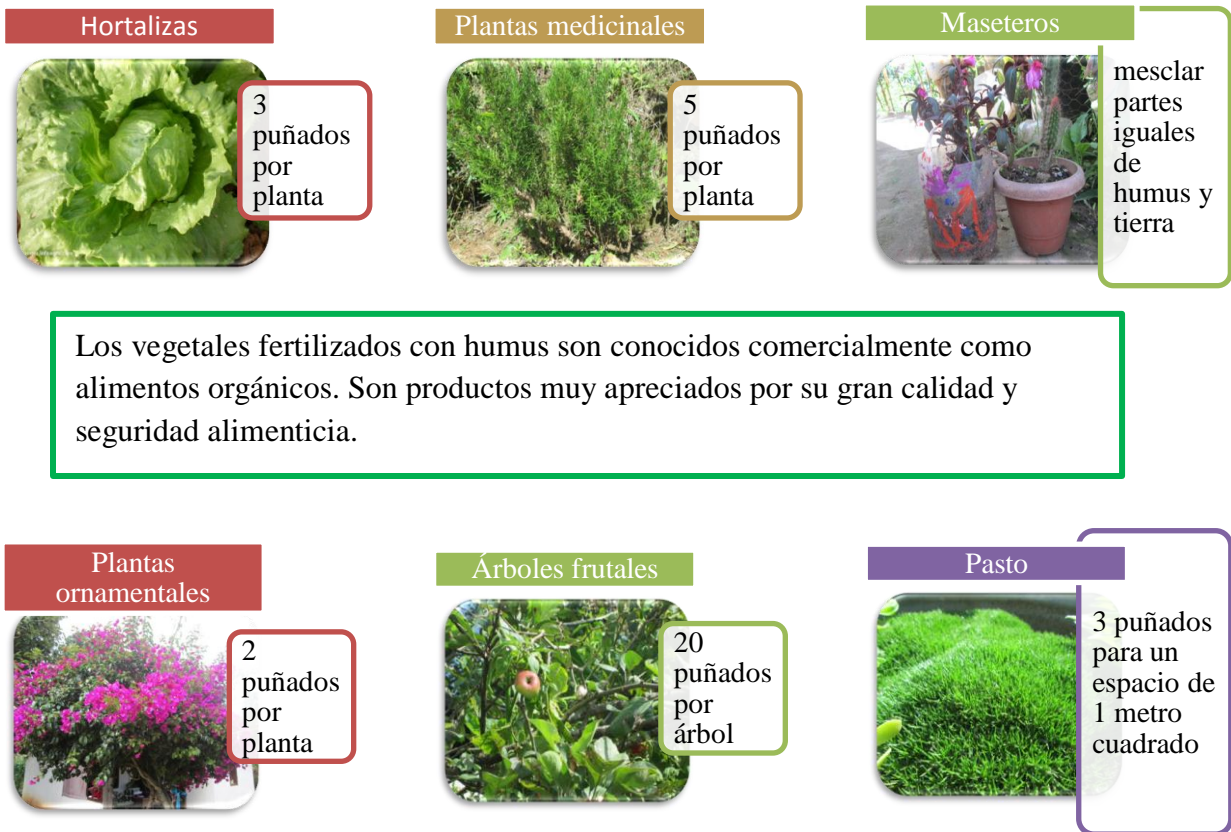 Hortalizas
3
puñados
por
planta
Plantas medicinales
5
puñados
por
planta
Maseteros
mesclar
partes
iguales
de
humus y
tierra
Los vegetales fertilizados con humus son conocidos comercialmente como
alimentos orgánicos. Son productos muy apreciados por su gran calidad y
seguridad alimenticia.
Plantas
ornamentales
2
puñados
por
planta
Árboles frutales
20
puñados
por
árbol
Pasto
3 puñados
para un
espacio de
1 metro
cuadrado